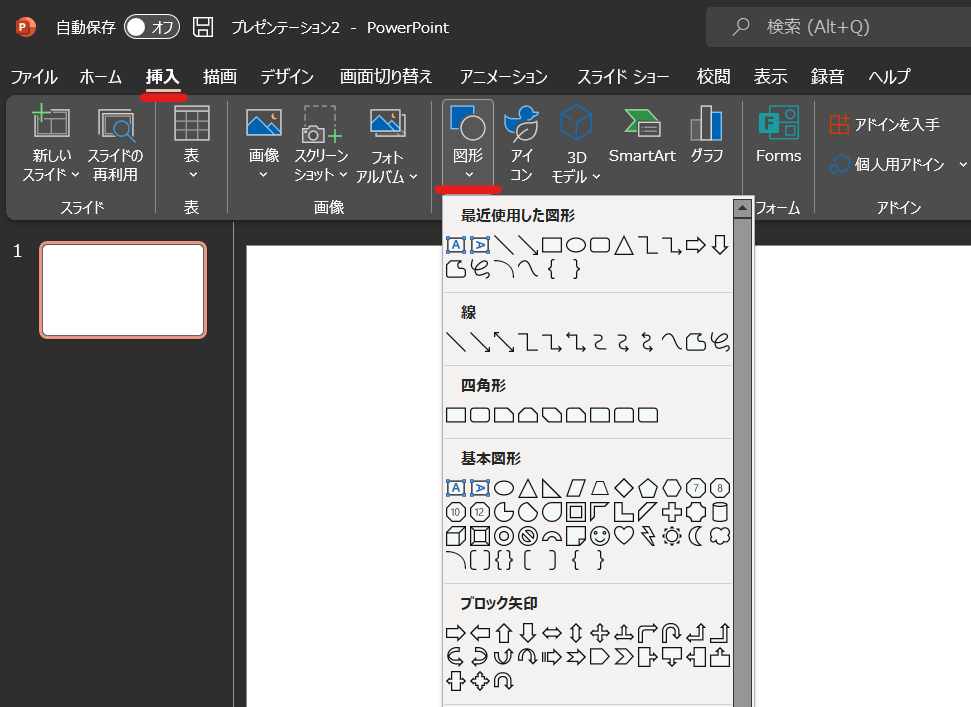 自動保存 オフ プレゼンテーション2 - PowerPoint 検索 (Alt+Q)
ファイル ホーム 挿入 描画 デザイン 画面切り替え アニメーション スライド ショー 校閲 表示 録音 ヘルプ
新しい
スライド
スライドの
再利用
表
画像
スクリーン
ショット
フォト
アルバム
図形
アイ
コン
3D
モデル
SmartArt
グラフ
Forms
アドインを入手
個人用アドイン
スライド 表 画像 フォーム アドイン
1
最近使用した図形
A A
線
四角形
基本図形
A A 7 8
10 12
ブロック矢印